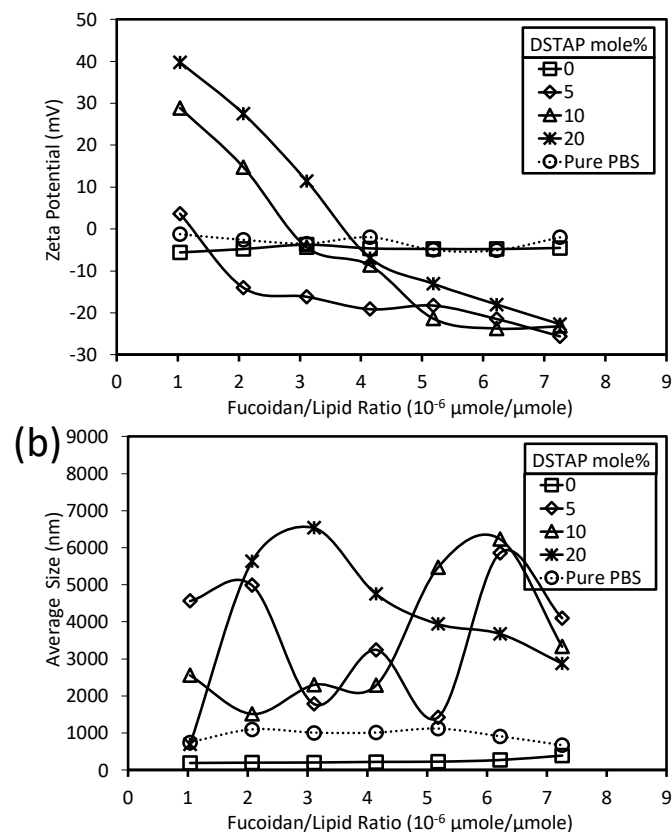 50
40
30
20
10
0
-10
-20
-30
Zeta Potential (mV)
DSTAP mole%
0
5
10
20
Pure PBS
0 1 2 3 4 5 6 7 8 9
Fucoidan/Lipid Ratio (10⁻⁶ µmole/µmole)
(b)
9000
8000
7000
6000
5000
4000
3000
2000
1000
0
Average Size (nm)
DSTAP mole%
0
5
10
20
Pure PBS
0 1 2 3 4 5 6 7 8 9
Fucoidan/Lipid Ratio (10⁻⁶ µmole/µmole)